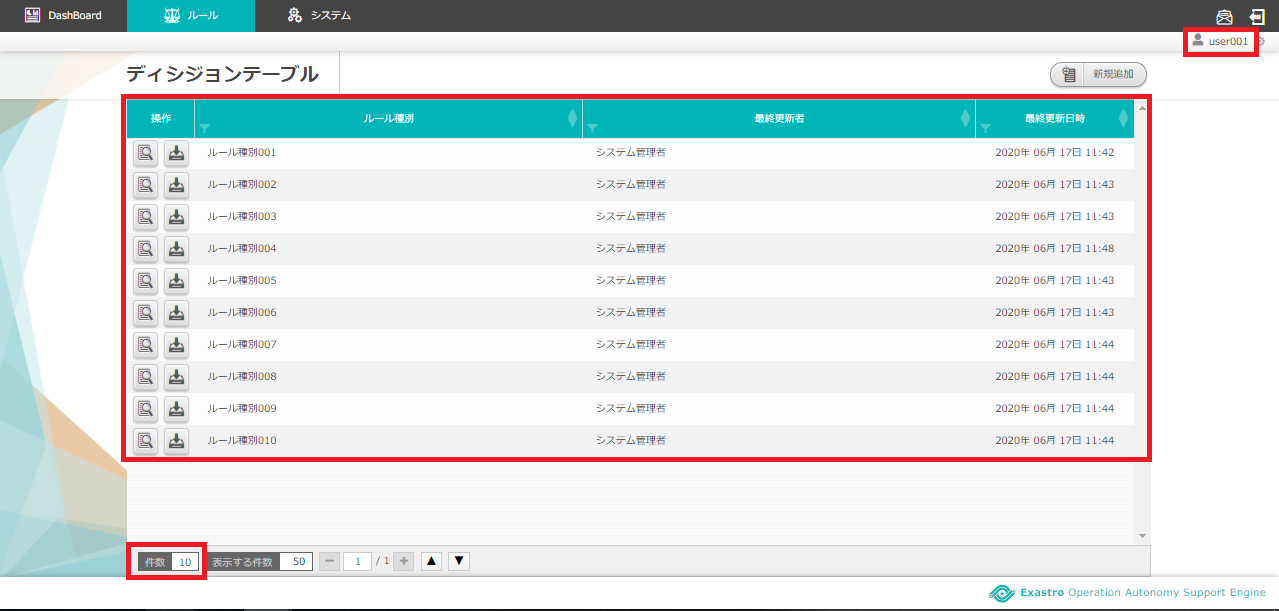 DashBoard ルール システム
user001
ディシジョンテーブル 新規追加
操作 ルール種別 最終更新者 最終更新日時
ルール種別001 システム管理者 2020年 06月 17日 11:42
ルール種別002 システム管理者 2020年 06月 17日 11:43
ルール種別003 システム管理者 2020年 06月 17日 11:43
ルール種別004 システム管理者 2020年 06月 17日 11:48
ルール種別005 システム管理者 2020年 06月 17日 11:43
ルール種別006 システム管理者 2020年 06月 17日 11:43
ルール種別007 システム管理者 2020年 06月 17日 11:44
ルール種別008 システム管理者 2020年 06月 17日 11:44
ルール種別009 システム管理者 2020年 06月 17日 11:44
ルール種別010 システム管理者 2020年 06月 17日 11:44
件数 10 表示する件数 50 − 1 / 1 + ▲ ▼
Exastro Operation Autonomy Support Engine